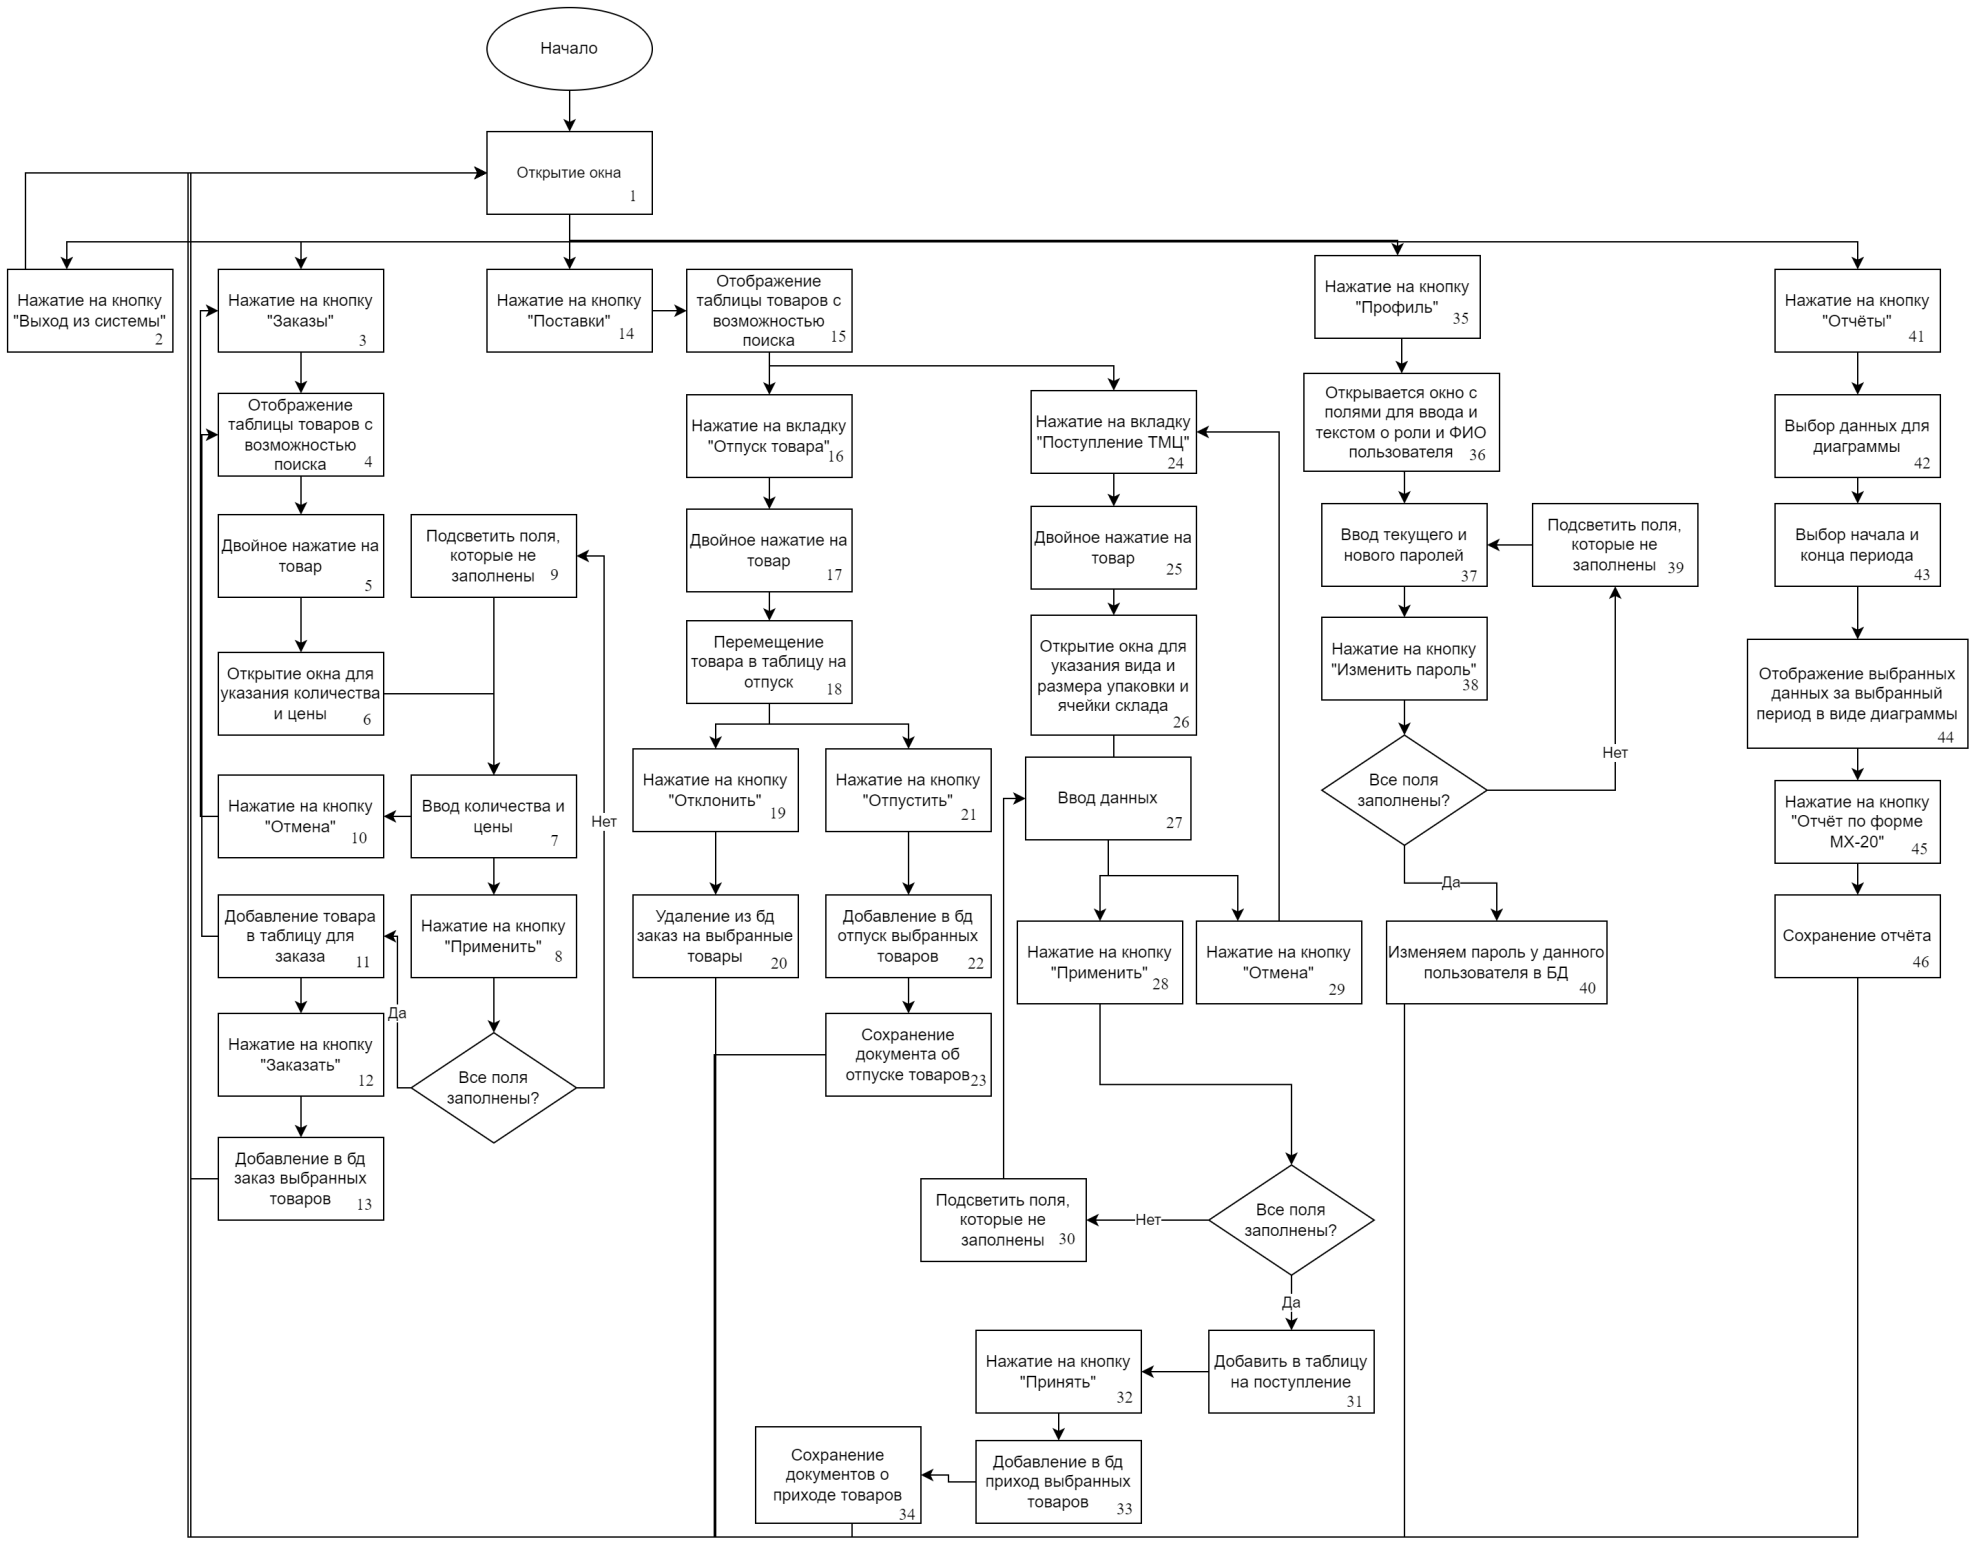 Начало
Открытие окна
1
Нажатие на кнопку
"Выход из системы"
2
Нажатие на кнопку
"Заказы"
3
Отображение
таблицы товаров с
возможностью
поиска
4
Двойное нажатие на
товар
5
Открытие окна для
указания количества
и цены
6
Ввод количества и
цены
7
Нажатие на кнопку
"Применить"
8
Подсветить поля,
которые не
заполнены
9
Нажатие на кнопку
"Отмена"
10
Добавление товара
в таблицу для
заказа
11
Нажатие на кнопку
"Заказать"
12
Добавление в бд
заказ выбранных
товаров
13
Все поля
заполнены?
Да
Нет
Нажатие на кнопку
"Поставки"
14
Отображение
таблицы товаров с
возможностью
поиска
15
Нажатие на вкладку
"Отпуск товара"
16
Двойное нажатие на
товар
17
Перемещение
товара в таблицу на
отпуск
18
Нажатие на кнопку
"Отклонить"
19
Удаление из бд
заказ на выбранные
товары
20
Нажатие на кнопку
"Отпустить"
21
Добавление в бд
отпуск выбранных
товаров
22
Сохранение
документа об
отпуске товаров
23
Нажатие на вкладку
"Поступление ТМЦ"
24
Двойное нажатие на
товар
25
Открытие окна для
указания вида и
размера упаковки и
ячейки склада
26
Ввод данных
27
Нажатие на кнопку
"Применить"
28
Нажатие на кнопку
"Отмена"
29
Все поля
заполнены?
Нет
Да
Подсветить поля,
которые не
заполнены
30
Добавить в таблицу
на поступление
31
Нажатие на кнопку
"Принять"
32
Добавление в бд
приход выбранных
товаров
33
Сохранение
документов о
приходе товаров
34
Нажатие на кнопку
"Профиль"
35
Открывается окно с
полями для ввода и
текстом о роли и ФИО
пользователя
36
Ввод текущего и
нового паролей
37
Нажатие на кнопку
"Изменить пароль"
38
Подсветить поля,
которые не
заполнены
39
Все поля
заполнены?
Нет
Да
Изменяем пароль у данного
пользователя в БД
40
Нажатие на кнопку
"Отчёты"
41
Выбор данных для
диаграммы
42
Выбор начала и
конца периода
43
Отображение выбранных
данных за выбранный
период в виде диаграммы
44
Нажатие на кнопку
"Отчёт по форме
МХ-20"
45
Сохранение отчёта
46